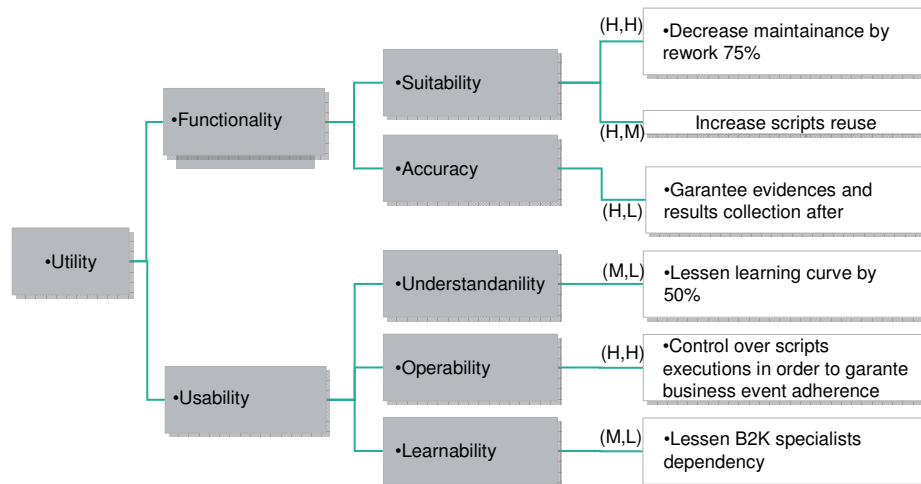 •Utility
•Functionality
•Suitability
(H,H)
•Decrease maintainance by
rework 75%
(H,M)
Increase scripts reuse
•Accuracy
(H,L)
•Garantee evidences and
results collection after
•Usability
•Understandanility
(M,L)
•Lessen learning curve by
50%
•Operability
(H,H)
•Control over scripts
executions in order to garante
business event adherence
•Learnability
(M,L)
•Lessen B2K specialists
dependency